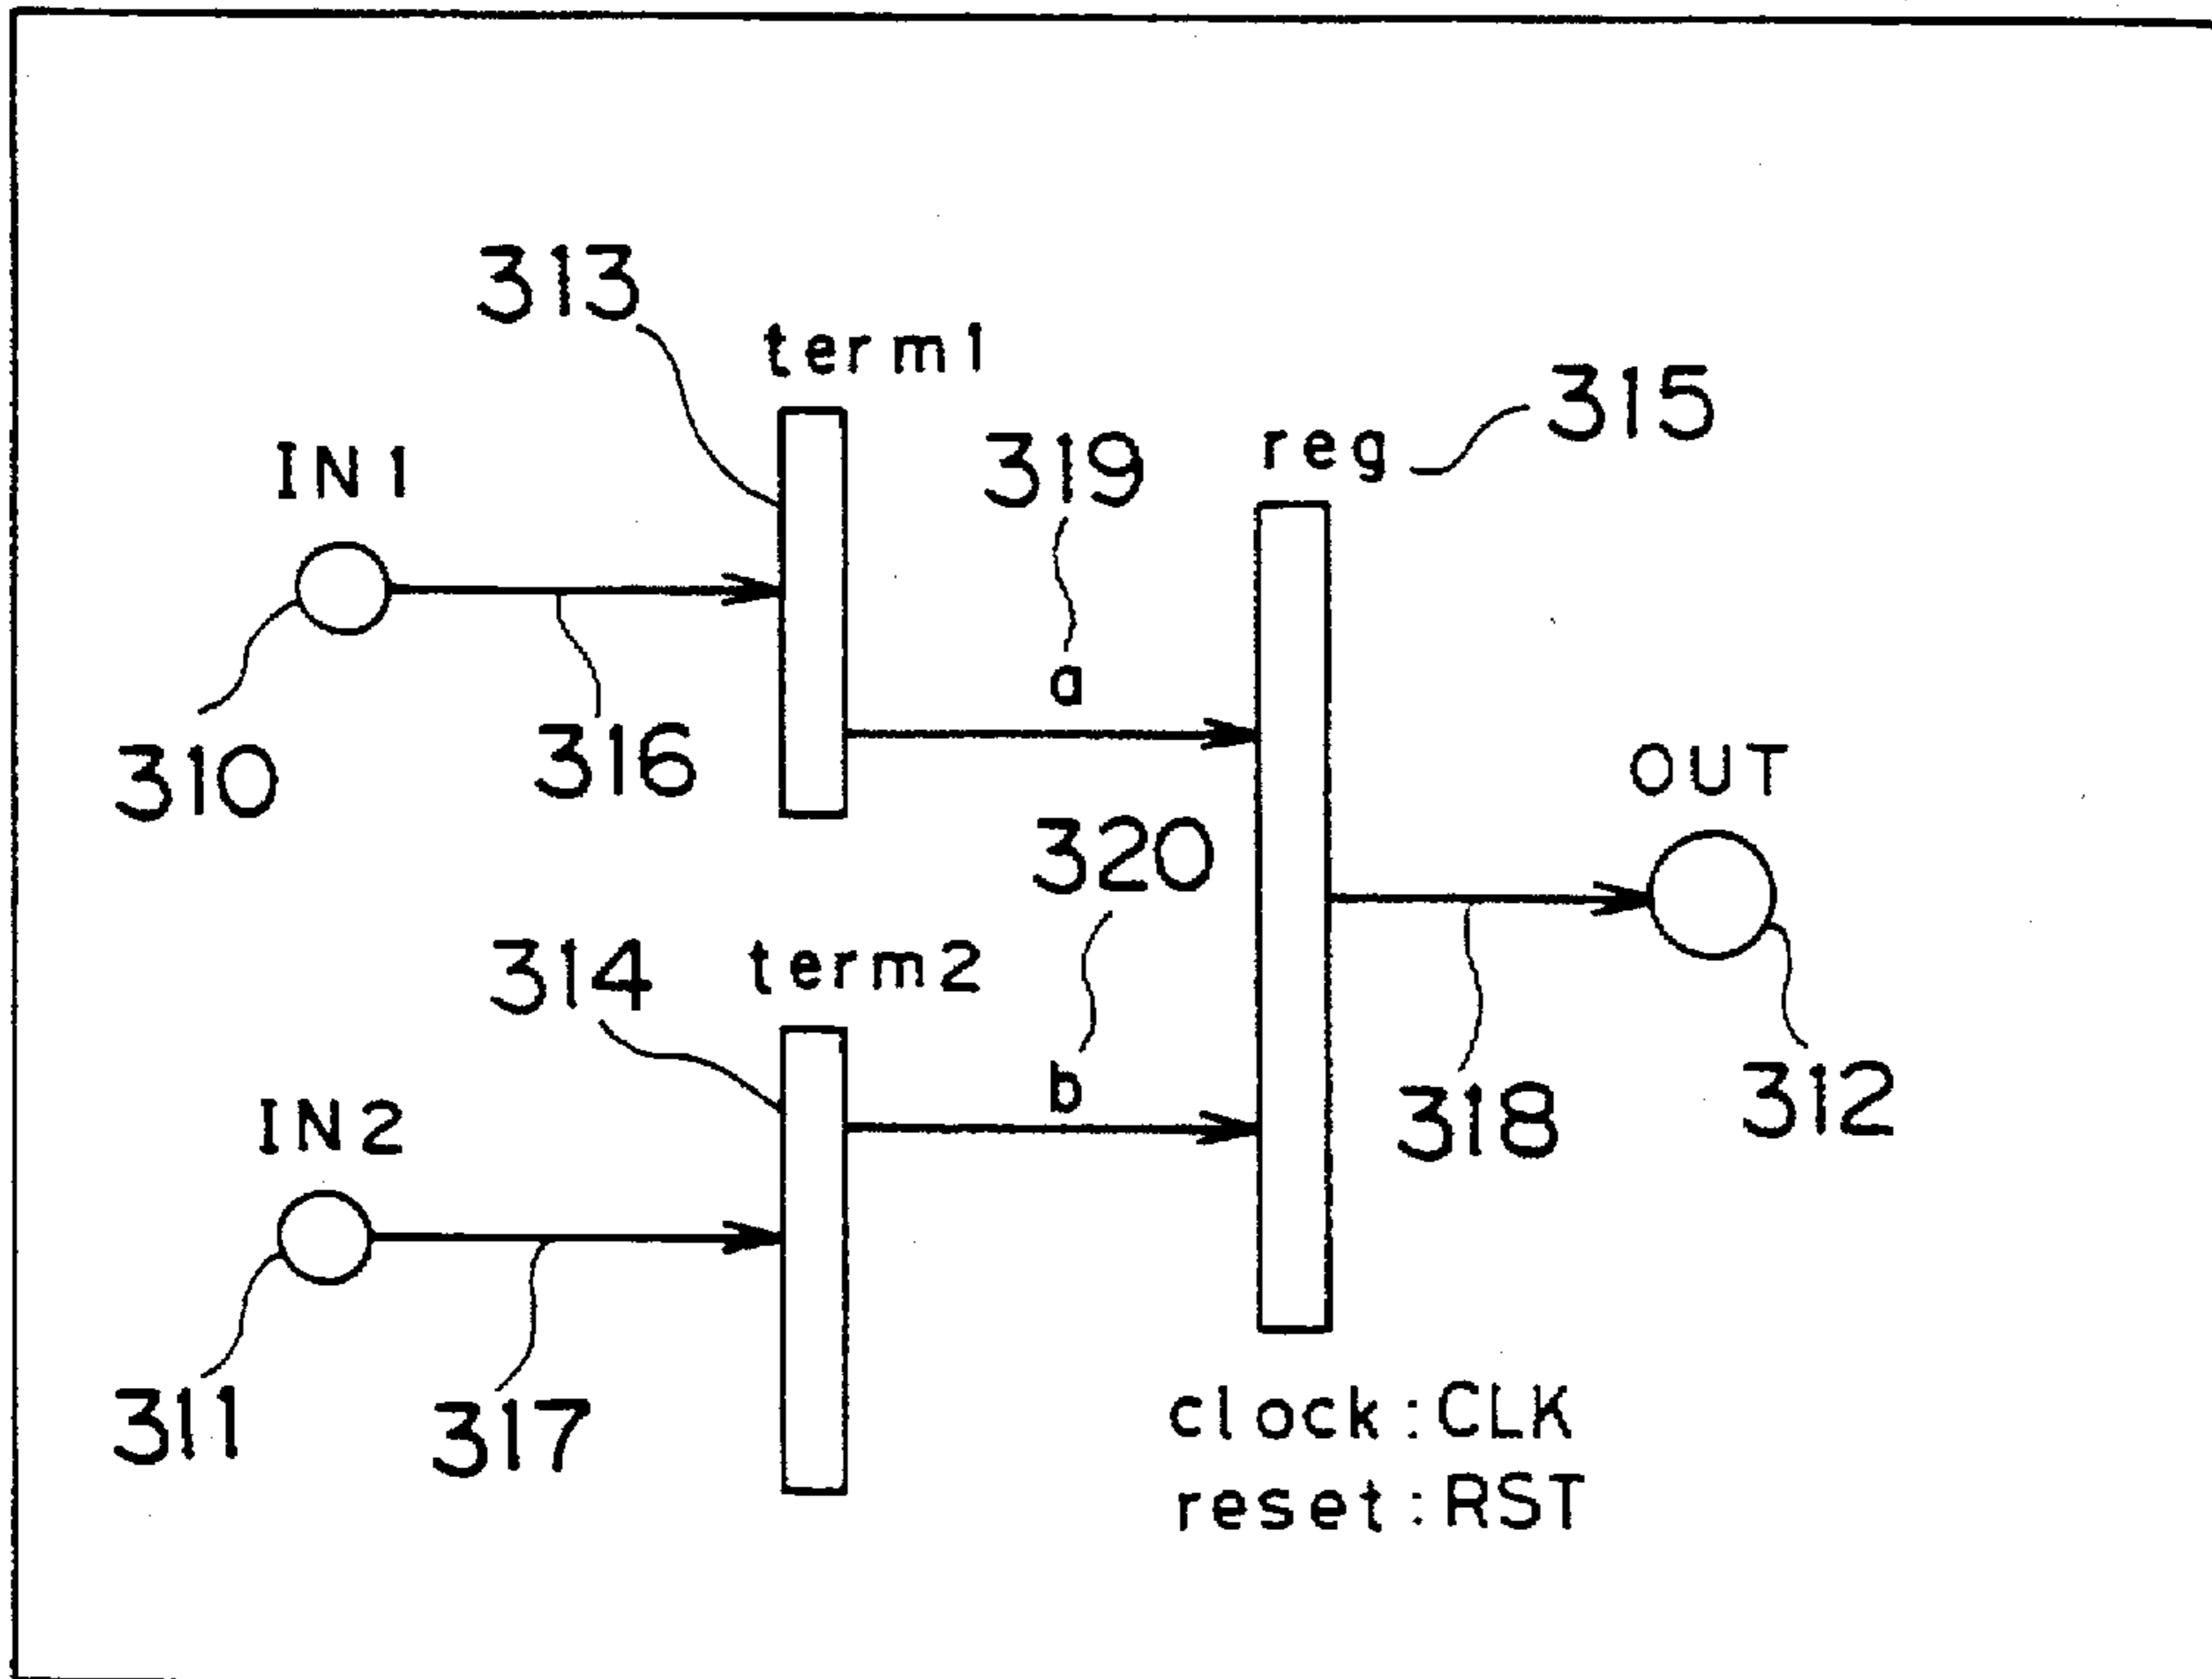 313
term1
315
reg
319
IN1
a
316
310
OUT
320
314
term2
b
312
318
IN2
311
317
clock:CLK
reset:RST